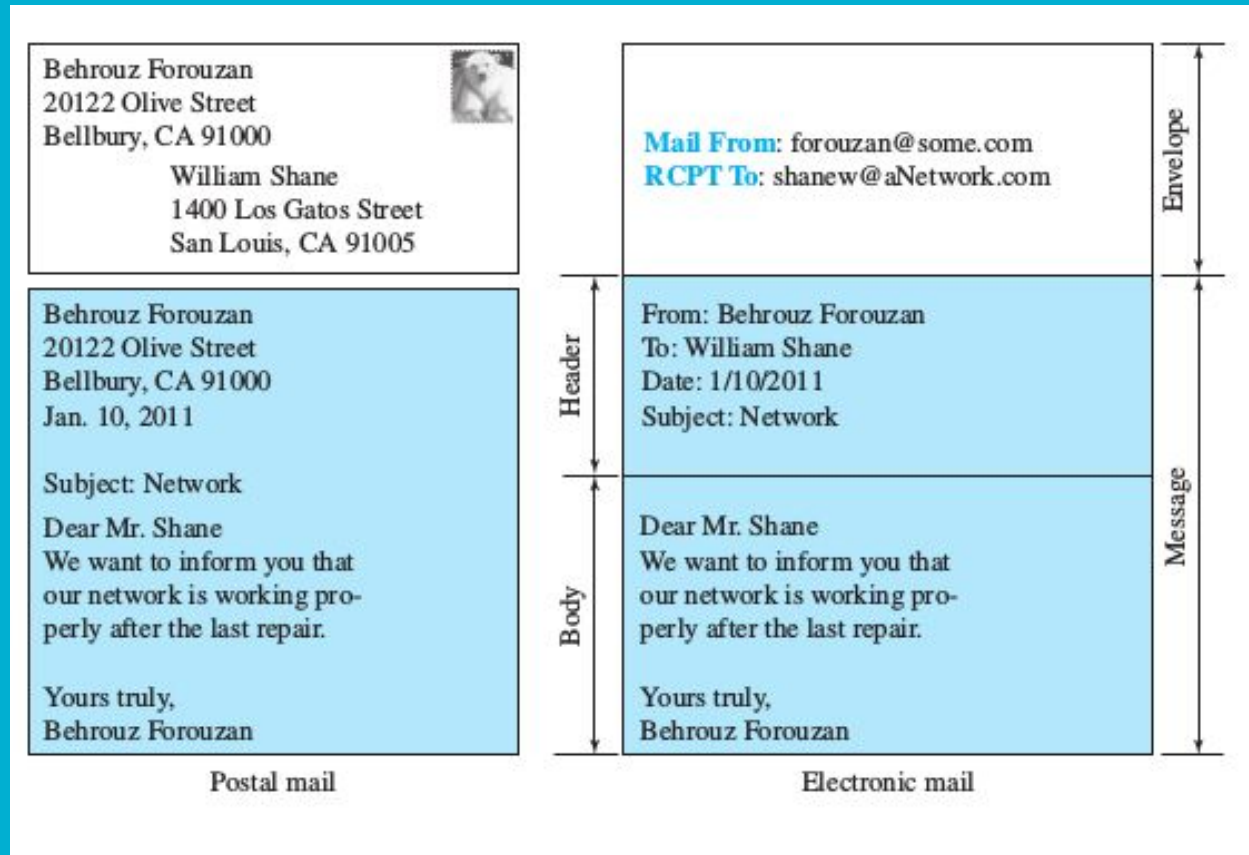 Behrouz Forouzan
20122 Olive Street
Bellbury, CA 91000
William Shane
1400 Los Gatos Street
San Louis, CA 91005
Behrouz Forouzan
20122 Olive Street
Bellbury, CA 91000
Jan. 10, 2011
Subject: Network
Dear Mr. Shane
We want to inform you that
our network is working pro-
perly after the last repair.
Yours truly,
Behrouz Forouzan
Postal mail
Mail From: forouzan@some.com
RCPT To: shanew@aNetwork.com
Envelope
Header
From: Behrouz Forouzan
To: William Shane
Date: 1/10/2011
Subject: Network
Message
Body
Dear Mr. Shane
We want to inform you that
our network is working pro-
perly after the last repair.
Yours truly,
Behrouz Forouzan
Electronic mail